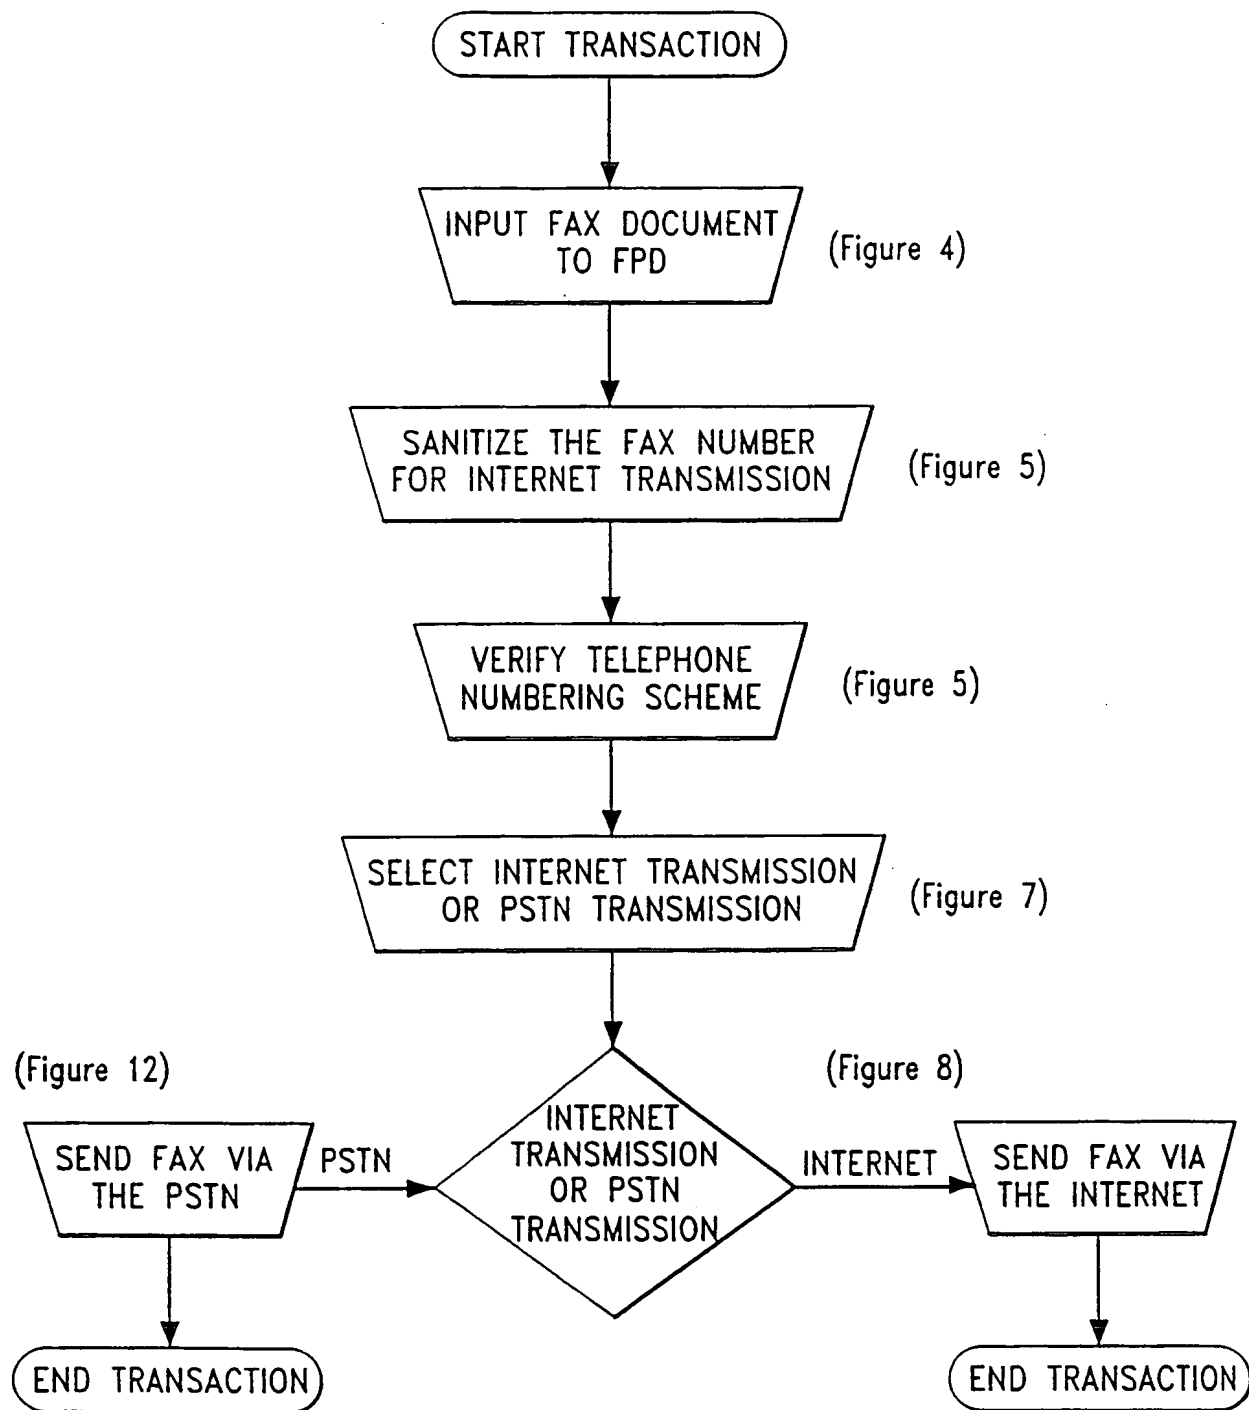 START TRANSACTION
INPUT FAX DOCUMENT
TO FPD
(Figure 4)
SANITIZE THE FAX NUMBER
FOR INTERNET TRANSMISSION
(Figure 5)
VERIFY TELEPHONE
NUMBERING SCHEME
(Figure 5)
SELECT INTERNET TRANSMISSION
OR PSTN TRANSMISSION
(Figure 7)
(Figure 12)
SEND FAX VIA
THE PSTN
PSTN
INTERNET
TRANSMISSION
OR PSTN
TRANSMISSION
INTERNET
(Figure 8)
SEND FAX VIA
THE INTERNET
END TRANSACTION
END TRANSACTION